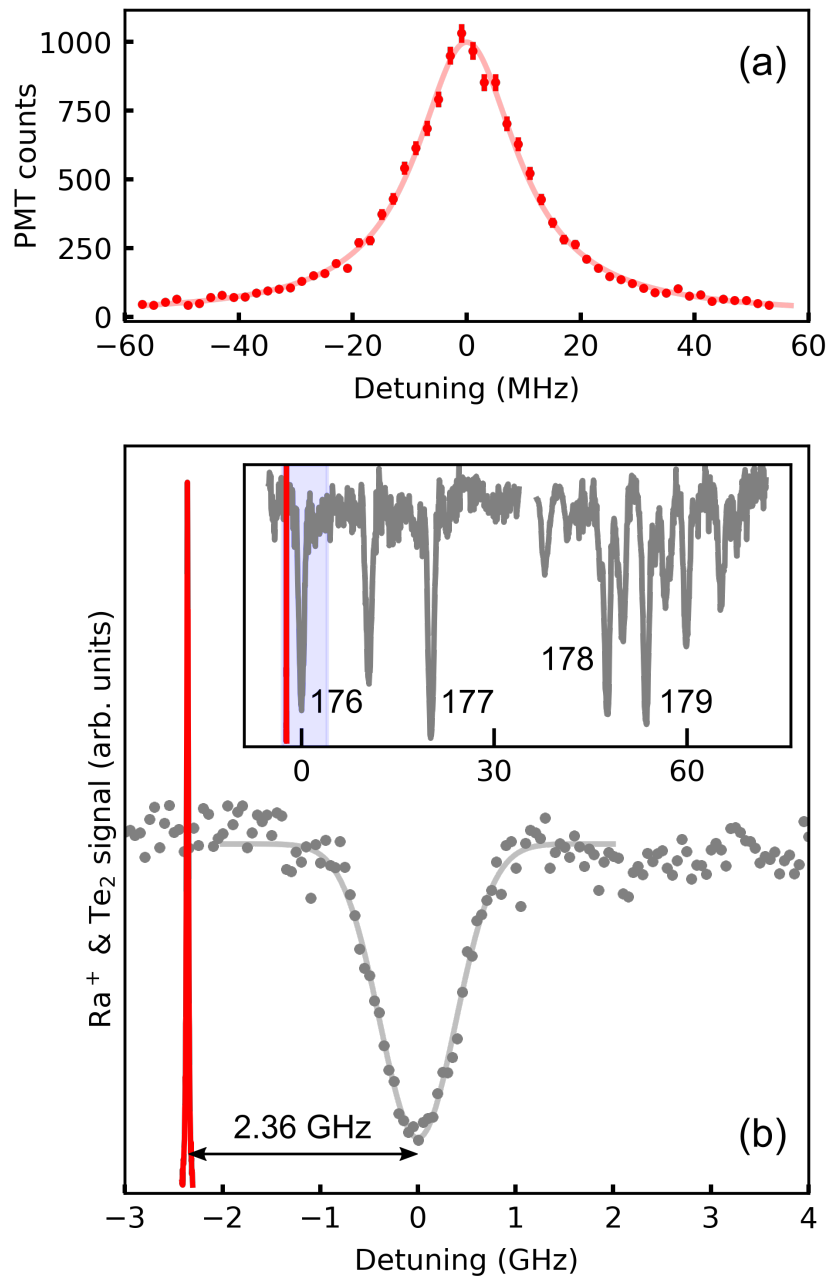 (a)
PMT counts
1000
750
500
250
0
−60 −40 −20 0 20 40 60
Detuning (MHz)
Ra+ & Te2 signal (arb. units)
176
177
178
179
0 30 60
2.36 GHz
(b)
−3 −2 −1 0 1 2 3 4
Detuning (GHz)